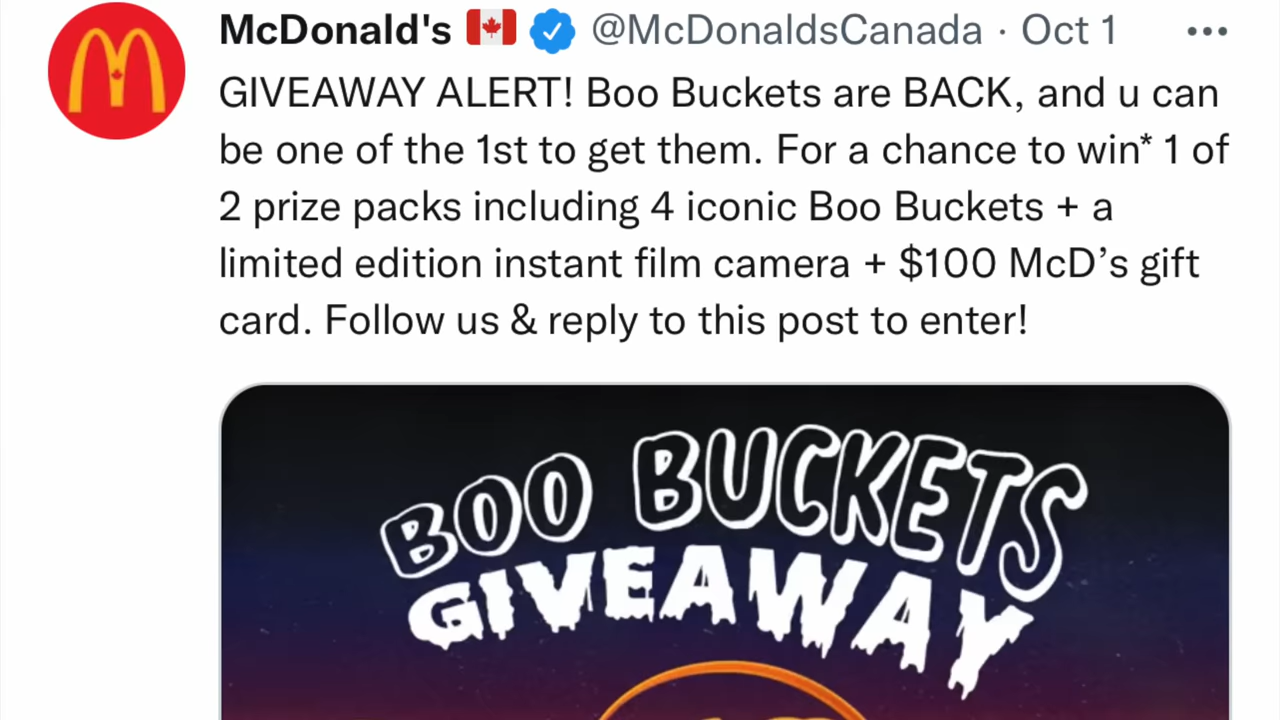 McDonald's 🇨🇦 @McDonaldsCanada · Oct 1
GIVEAWAY ALERT! Boo Buckets are BACK, and u can
be one of the 1st to get them. For a chance to win* 1 of
2 prize packs including 4 iconic Boo Buckets + a
limited edition instant film camera + $100 McD’s gift
card. Follow us & reply to this post to enter!
BOO BUCKETS
GIVEAWAY